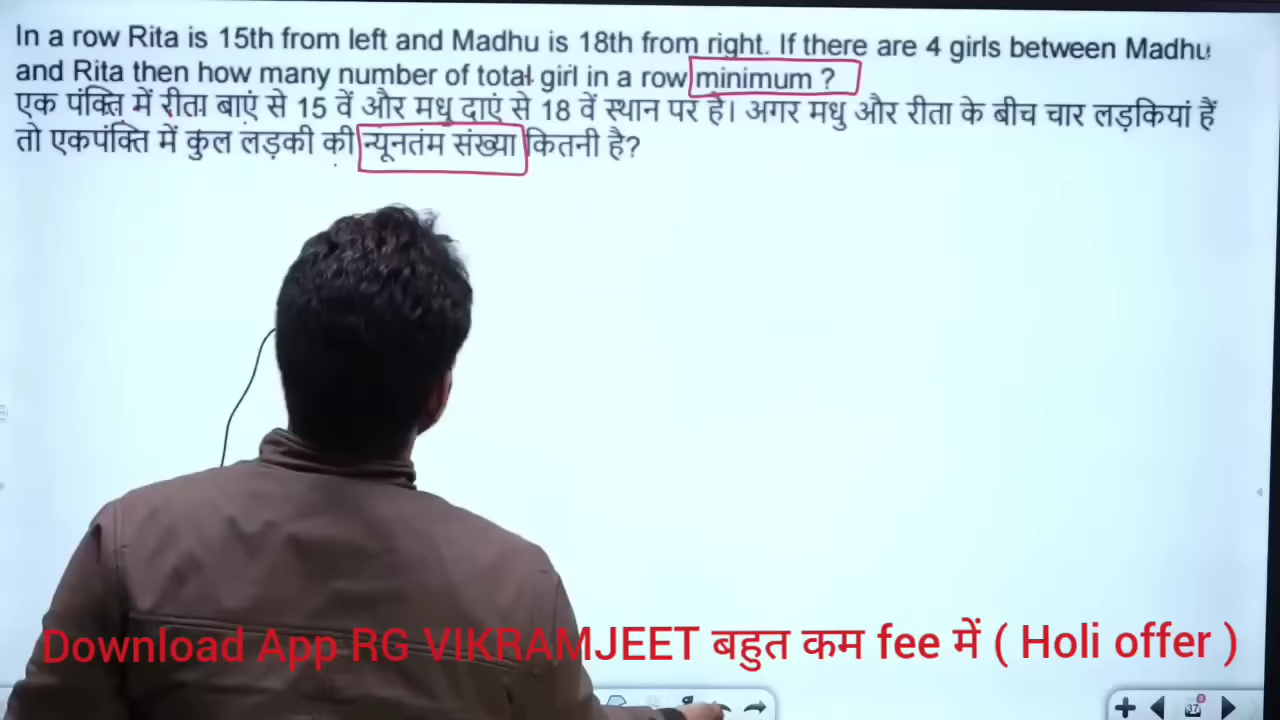 In a row Rita is 15th from left and Madhu is 18th from right. If there are 4 girls between Madhu
and Rita then how many number of total girl in a row minimum ?
एक पंक्ति में रीता बाएं से 15 वें और मधु दाएं से 18 वें स्थान पर है। अगर मधु और रीता के बीच चार लड़कियां हैं
तो एकपंक्ति में कुल लड़की की न्यूनतंम संख्या कितनी है?
Download App RG VIKRAMJEET बहुत कम fee में ( Holi offer )
37